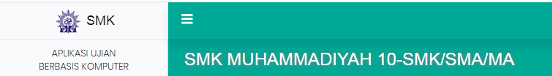 SMK
APLIKASI UJIAN
BERBASIS KOMPUTER
SMK MUHAMMADIYAH 10-SMK/SMA/MA